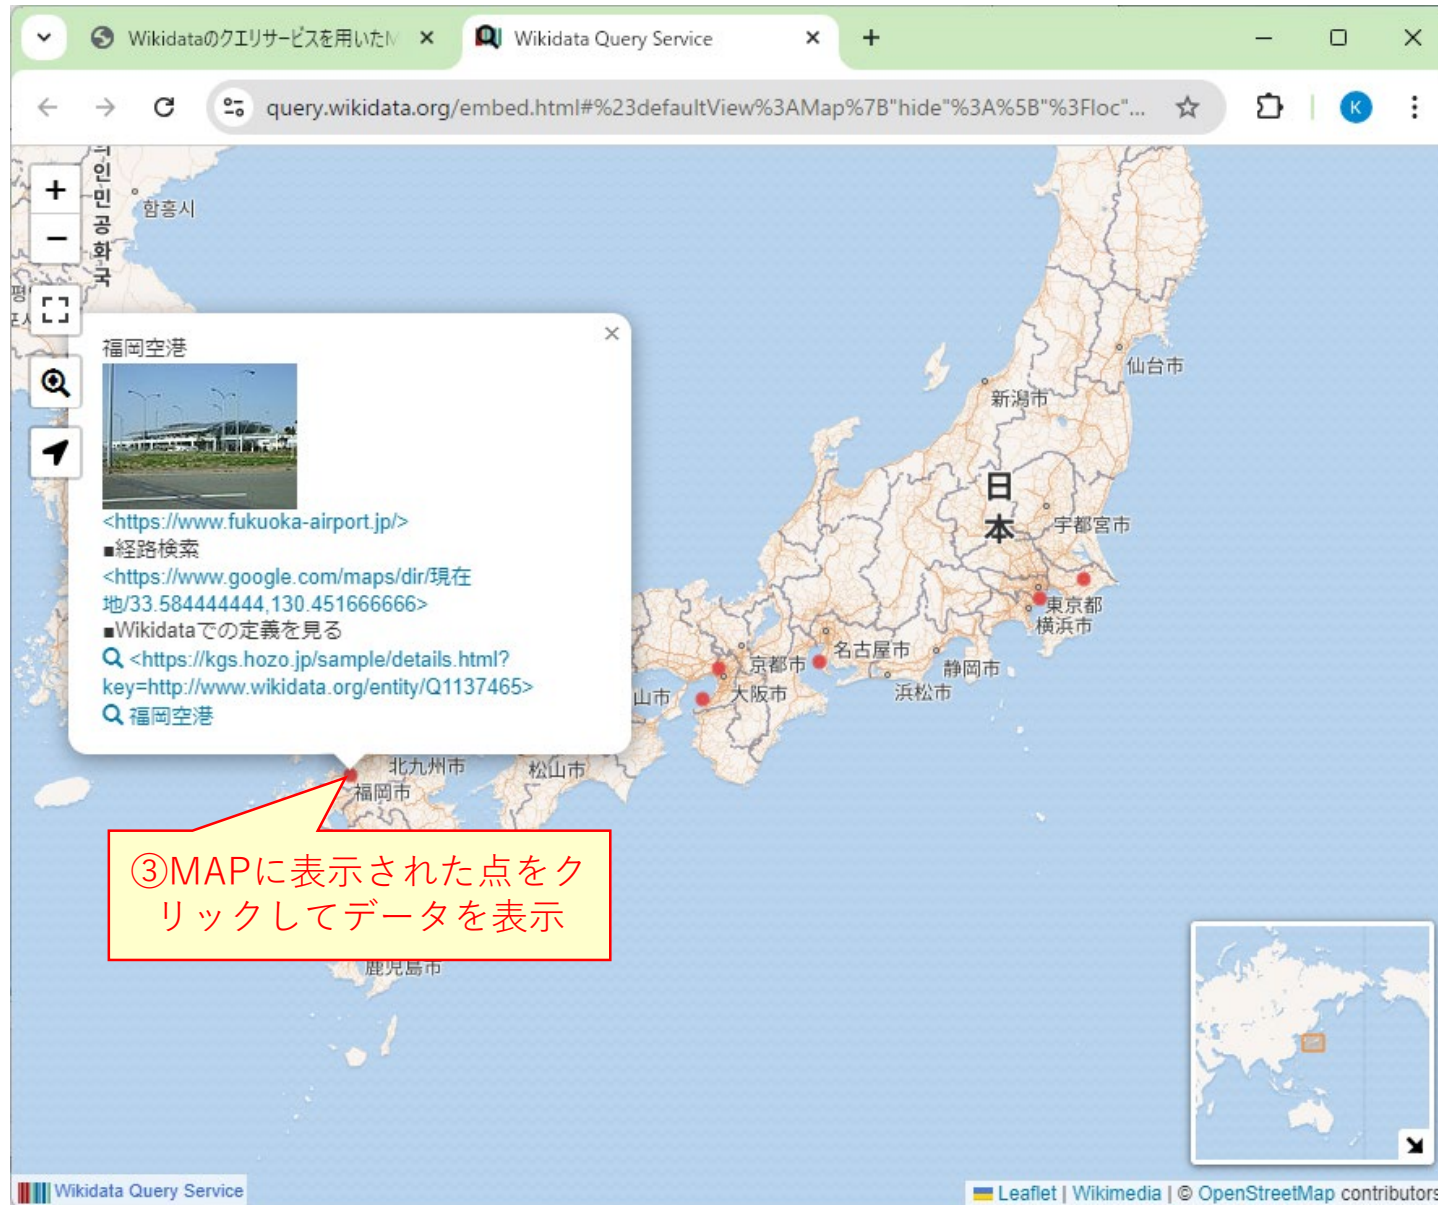 Wikidataのクエリサービスを用いた
Wikidata Query Service
query.wikidata.org/embed.html#%23defaultView%3AMap%7B"hide"%3A%5B"%3Floc"...
K
인민공화국
함흥시
福岡空港
<https://www.fukuoka-airport.jp/>
■経路検索
<https://www.google.com/maps/dir/現在
地/33.584444444,130.451666666>
■Wikidataでの定義を見る
<https://kgs.hozo.jp/sample/details.html?
key=http://www.wikidata.org/entity/Q1137465>
福岡空港
仙台市
新潟市
日本
宇都宮市
東京都
横浜市
名古屋市
京都市
静岡市
浜松市
大阪市
山市
北九州市
松山市
福岡市
③MAPに表示された点をク
リックしてデータを表示
鹿児島市
Wikidata Query Service
Leaflet | Wikimedia | © OpenStreetMap contributors